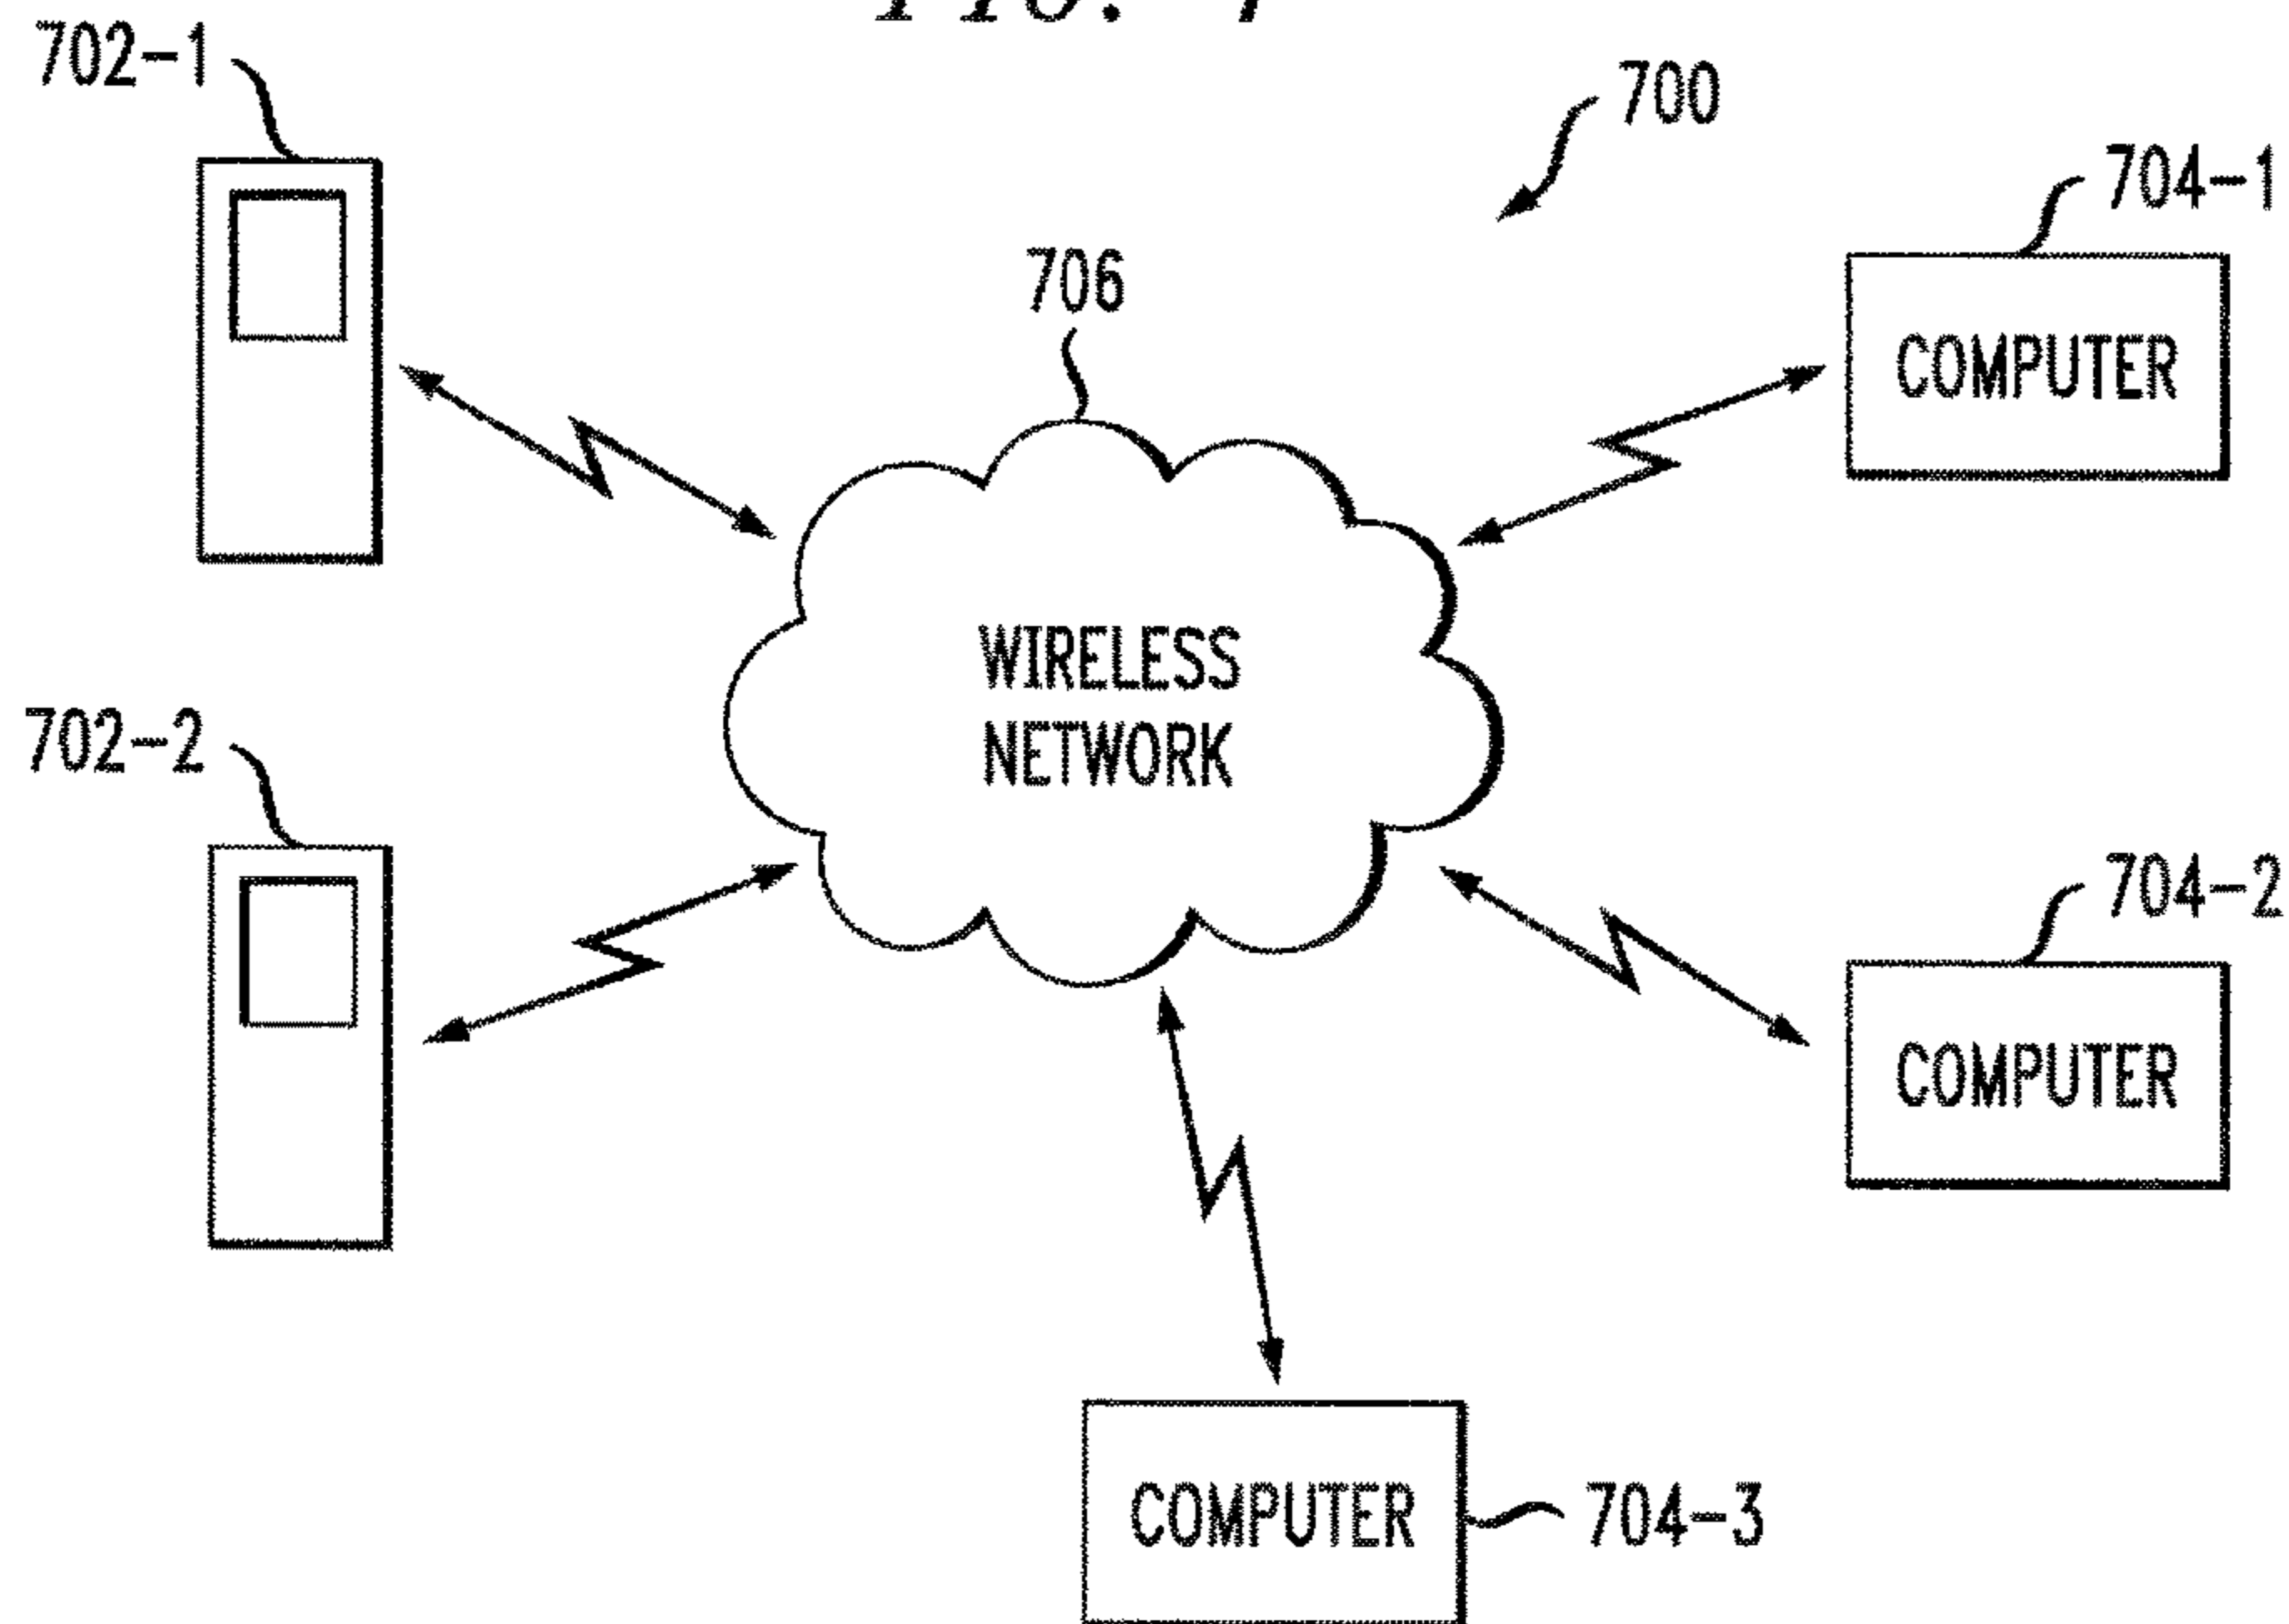 702-1
700
704-1
706
COMPUTER
WIRELESS
NETWORK
702-2
704-2
COMPUTER
COMPUTER
704-3